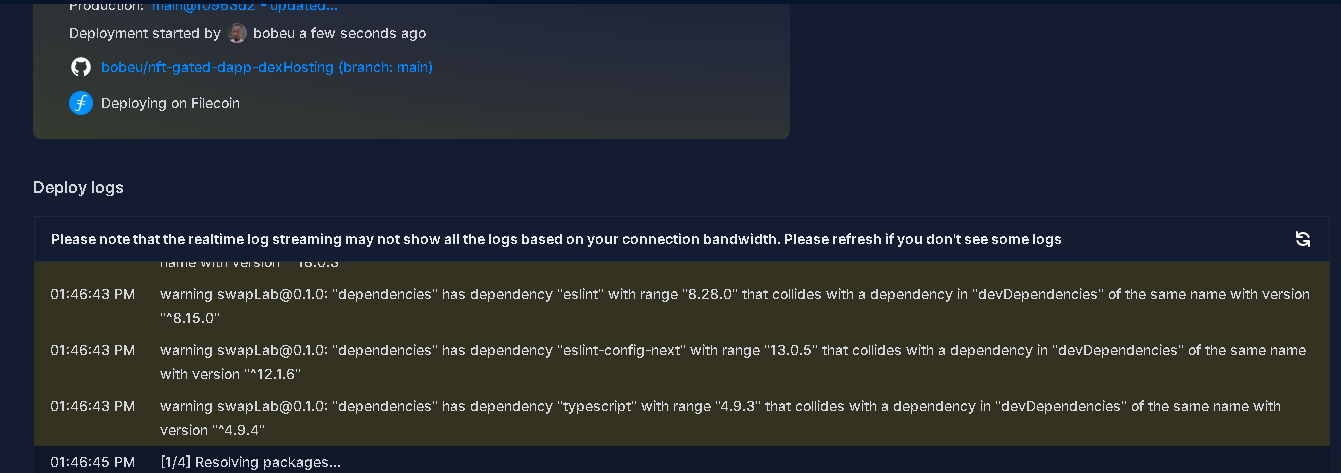 Production: main@f0963d2 - updated...
Deployment started by bobeu a few seconds ago
bobeu/nft-gated-dapp-dexHosting (branch: main)
Deploying on Filecoin
Deploy logs
Please note that the realtime log streaming may not show all the logs based on your connection bandwidth. Please refresh if you don't see some logs
name with version "^18.0.3"
01:46:43 PM warning swapLab@0.1.0: "dependencies" has dependency "eslint" with range "8.28.0" that collides with a dependency in "devDependencies" of the same name with version
"^8.15.0"
01:46:43 PM warning swapLab@0.1.0: "dependencies" has dependency "eslint-config-next" with range "13.0.5" that collides with a dependency in "devDependencies" of the same name
with version "^12.1.6"
01:46:43 PM warning swapLab@0.1.0: "dependencies" has dependency "typescript" with range "4.9.3" that collides with a dependency in "devDependencies" of the same name with
version "^4.9.4"
01:46:45 PM [1/4] Resolving packages...